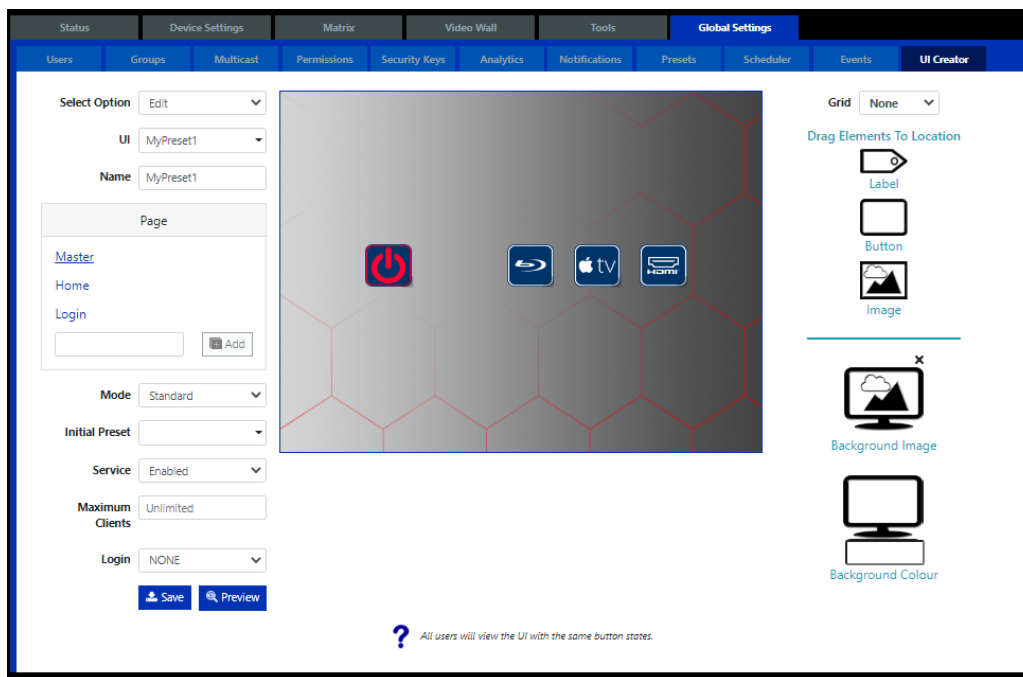 Status Device Settings Matrix Video Wall Tools Global Settings
Users Groups Multicast Permissions Security Keys Analytics Notifications Presets Scheduler Events UI Creator
Select Option Edit
UI MyPreset1
Name MyPreset1
Page
Master
Home
Login
Add
Mode Standard
Initial Preset
Service Enabled
Maximum Clients Unlimited
Login NONE
Save Preview
tv
HDMI
Grid None
Drag Elements To Location
Label
Button
Image
Background Image
Background Colour
? All users will view the UI with the same button states.